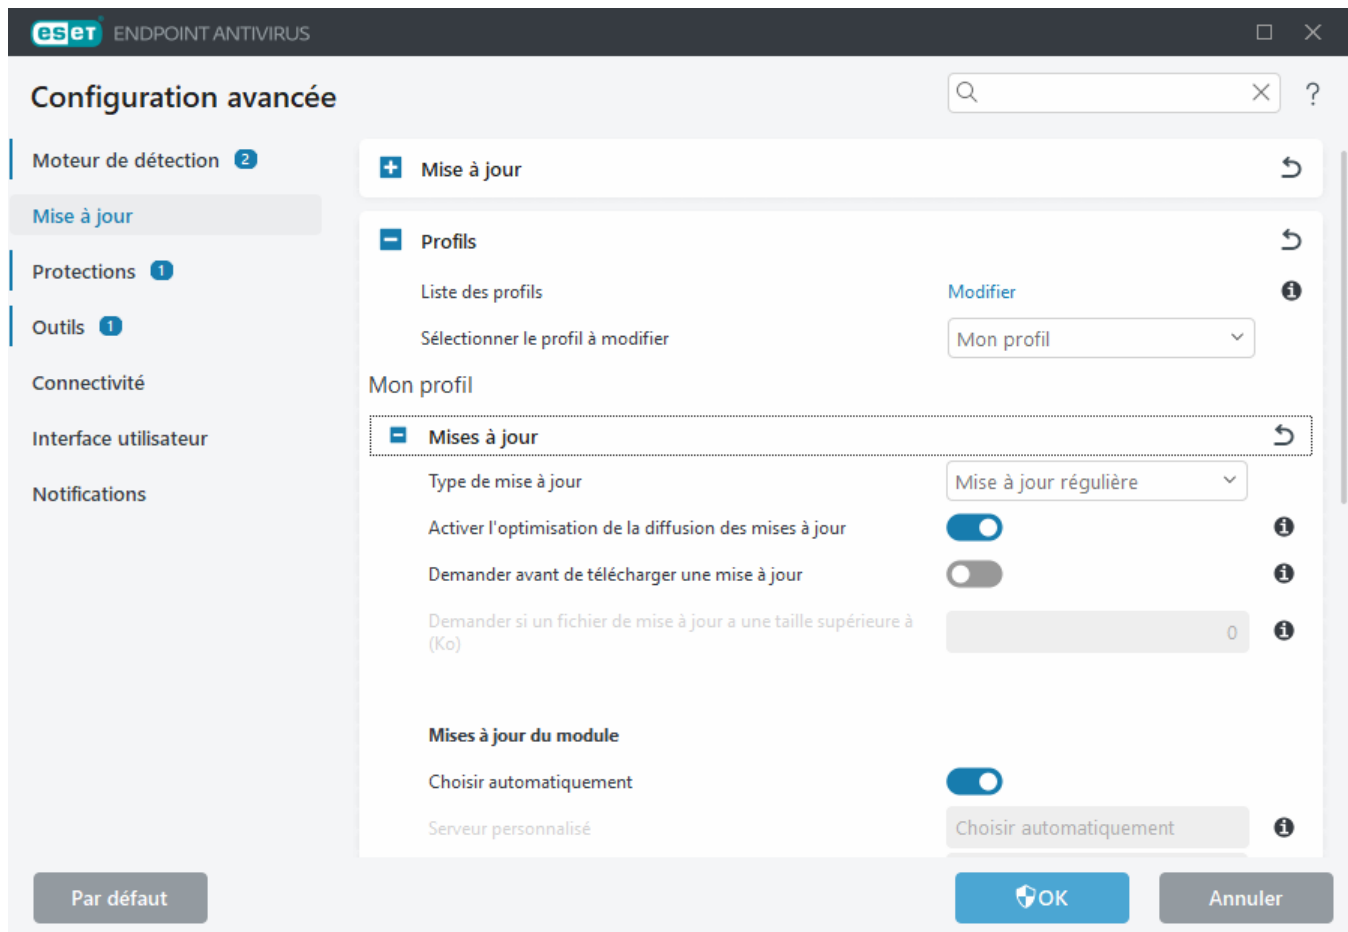 eset ENDPOINT ANTIVIRUS
Configuration avancée
?
Moteur de détection 2
Mise à jour
Protections 1
Outils 1
Connectivité
Interface utilisateur
Notifications
Mise à jour
Profils
Liste des profils Modifier
Sélectionner le profil à modifier Mon profil
Mon profil
Mises à jour
Type de mise à jour Mise à jour régulière
Activer l'optimisation de la diffusion des mises à jour
Demander avant de télécharger une mise à jour
Demander si un fichier de mise à jour a une taille supérieure à
(Ko) 0
Mises à jour du module
Choisir automatiquement
Serveur personnalisé Choisir automatiquement
Par défaut OK Annuler